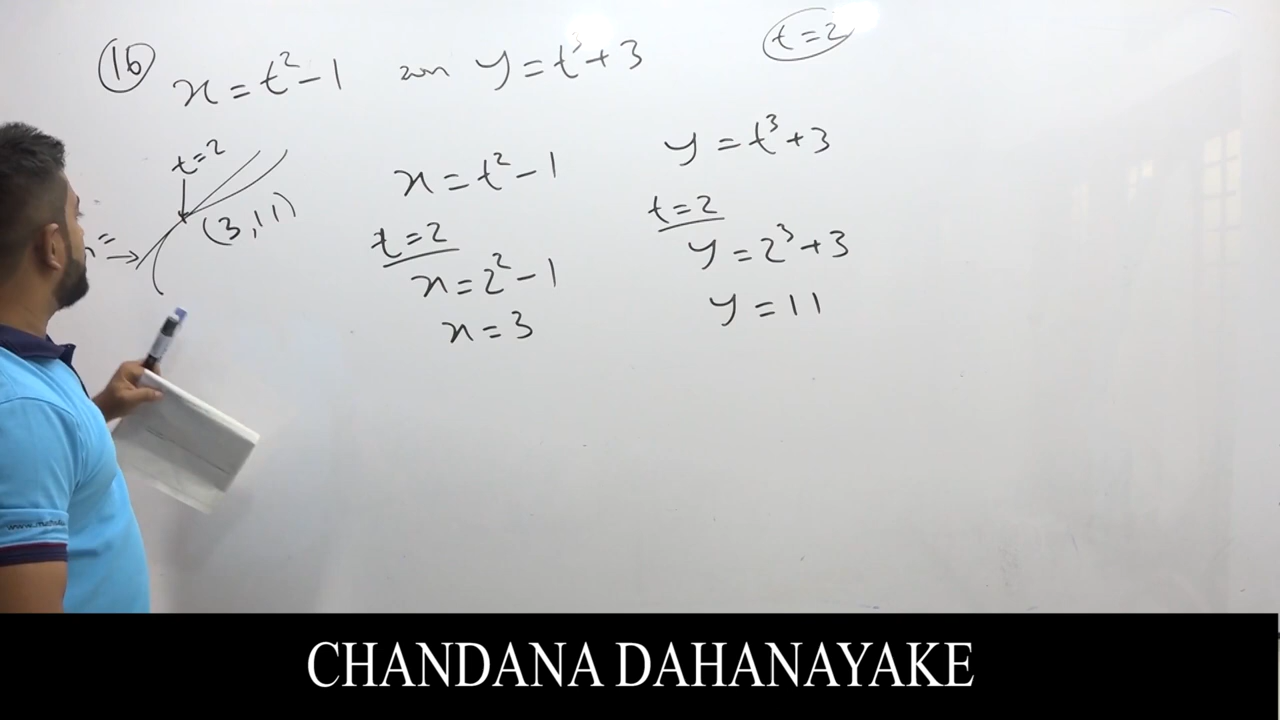 16 x = t² - 1 සහ y = t³ + 3
t = 2
t = 2
(3, 11)
x = t² - 1
t = 2
x = 2² - 1
x = 3
y = t³ + 3
t = 2
y = 2³ + 3
y = 11
CHANDANA DAHANAYAKE